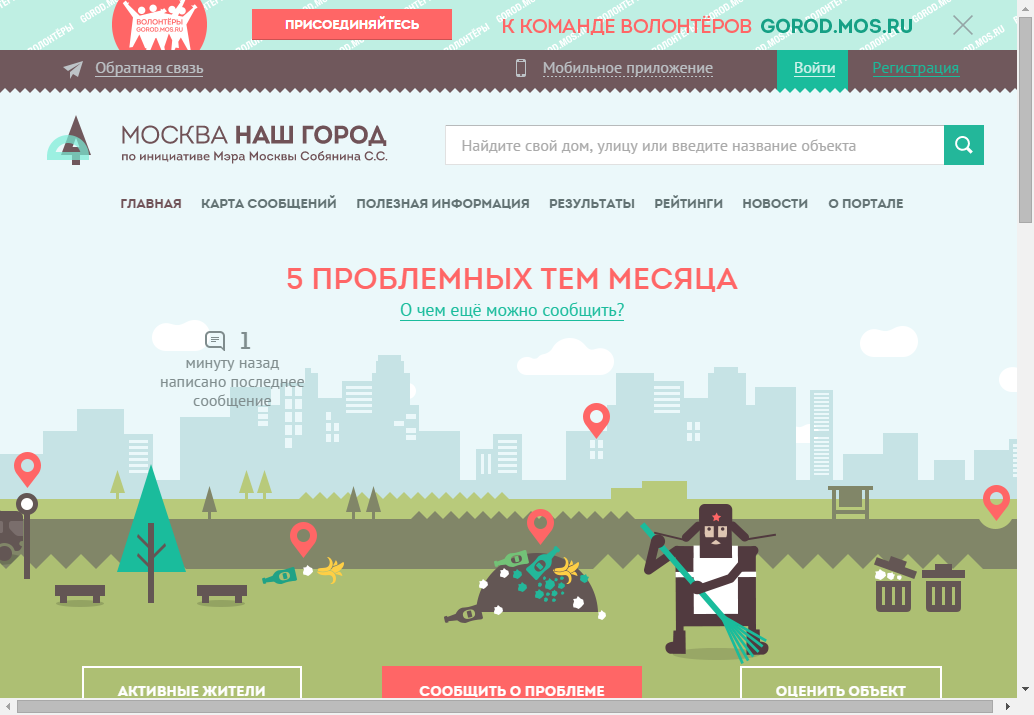 ВОЛОНТЁРЫ
GOROD.MOS.RU
ПРИСОЕДИНЯЙТЕСЬ
К КОМАНДЕ ВОЛОНТЁРОВ GOROD.MOS.RU
Обратная связь
Мобильное приложение
Войти
Регистрация
МОСКВА НАШ ГОРОД
по инициативе Мэра Москвы Собянина С.С.
Найдите свой дом, улицу или введите название объекта
ГЛАВНАЯ КАРТА СООБЩЕНИЙ ПОЛЕЗНАЯ ИНФОРМАЦИЯ РЕЗУЛЬТАТЫ РЕЙТИНГИ НОВОСТИ О ПОРТАЛЕ
5 ПРОБЛЕМНЫХ ТЕМ МЕСЯЦА
О чем ещё можно сообщить?
1
минуту назад
написано последнее
сообщение
АКТИВНЫЕ ЖИТЕЛИ
СООБЩИТЬ О ПРОБЛЕМЕ
ОЦЕНИТЬ ОБЪЕКТ